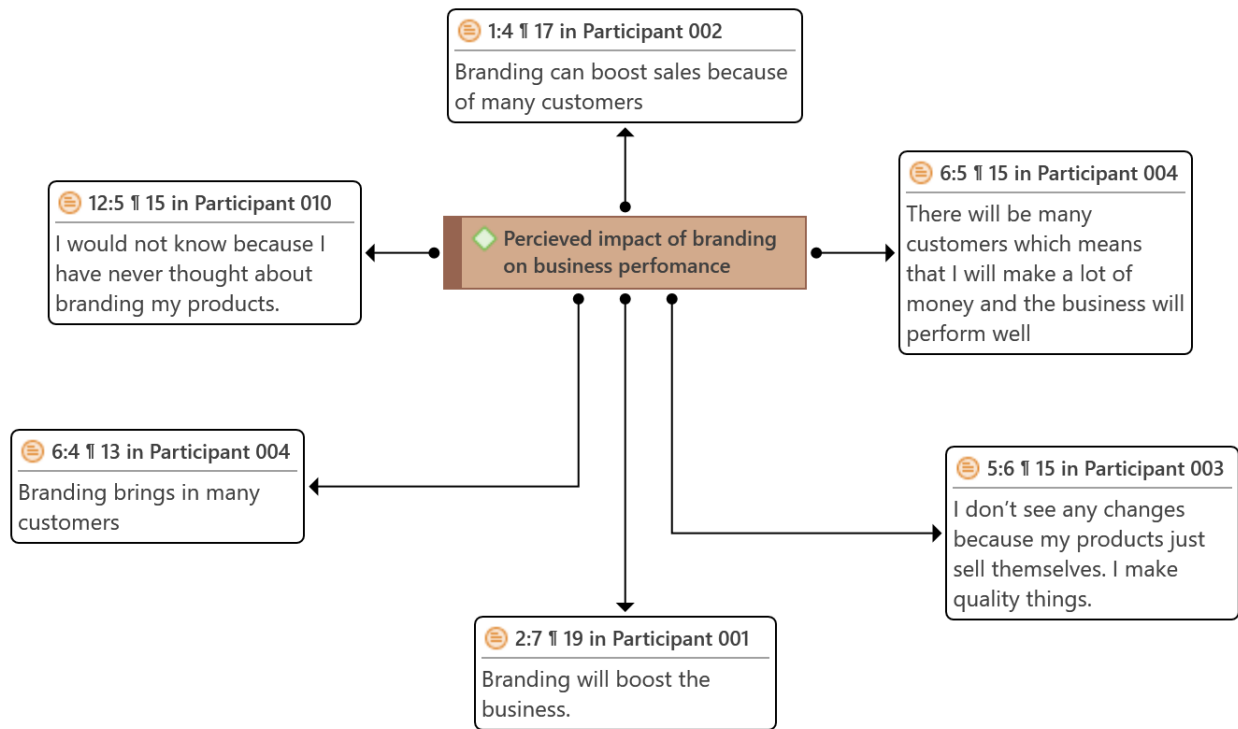 1:4 ¶ 17 in Participant 002
Branding can boost sales because
of many customers
12:5 ¶ 15 in Participant 010
I would not know because I
have never thought about
branding my products.
Percieved impact of branding
on business perfomance
6:5 ¶ 15 in Participant 004
There will be many
customers which means
that I will make a lot of
money and the business will
perform well
6:4 ¶ 13 in Participant 004
Branding brings in many
customers
5:6 ¶ 15 in Participant 003
I don’t see any changes
because my products just
sell themselves. I make
quality things.
2:7 ¶ 19 in Participant 001
Branding will boost the
business.